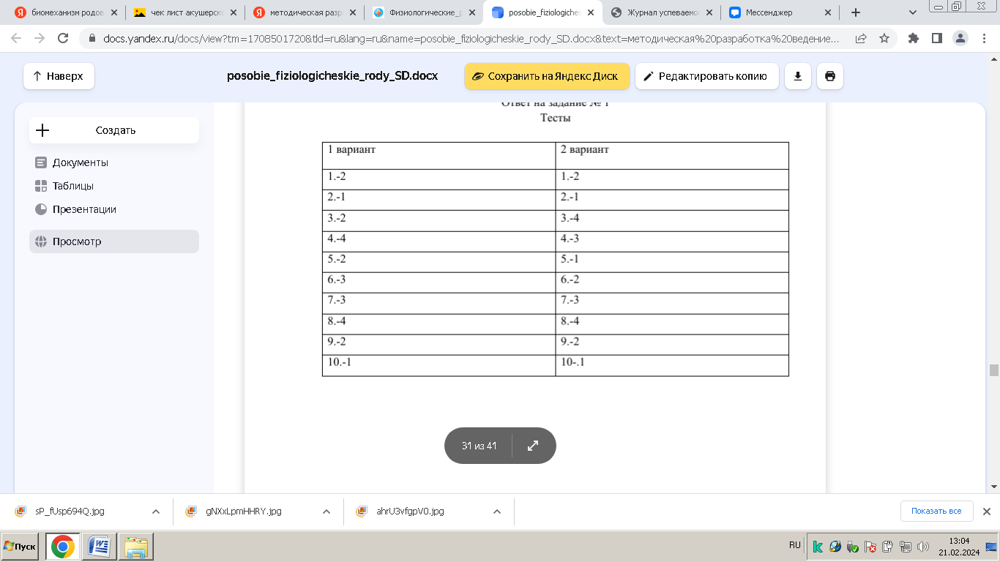 биомеханизм родов
чек лист акушерско
методическая разр
Физиологические_р
posobie_fiziologiches
Журнал успеваемо
Мессенджер
docs.yandex.ru/docs/view?tm=1708501720&tld=ru&lang=ru&name=posobie_fiziologicheskie_rody_SD.docx&text=методическая%20разработка%20ведение...
Наверх
posobie_fiziologicheskie_rody_SD.docx
Сохранить на Яндекс Диск
Редактировать копию
Создать
Документы
Таблицы
Презентации
Просмотр
Ответ на задание № 1
Тесты
1 вариант 2 вариант
1.-2 1.-2
2.-1 2.-1
3.-2 3.-4
4.-4 4.-3
5.-2 5.-1
6.-3 6.-2
7.-3 7.-3
8.-4 8.-4
9.-2 9.-2
10.-1 10-.1
31 из 41
sP_fUsp694Q.jpg
gNXxLpmHHRY.jpg
ahrU3vfgpV0.jpg
Показать все
Пуск
RU
13:04
21.02.2024